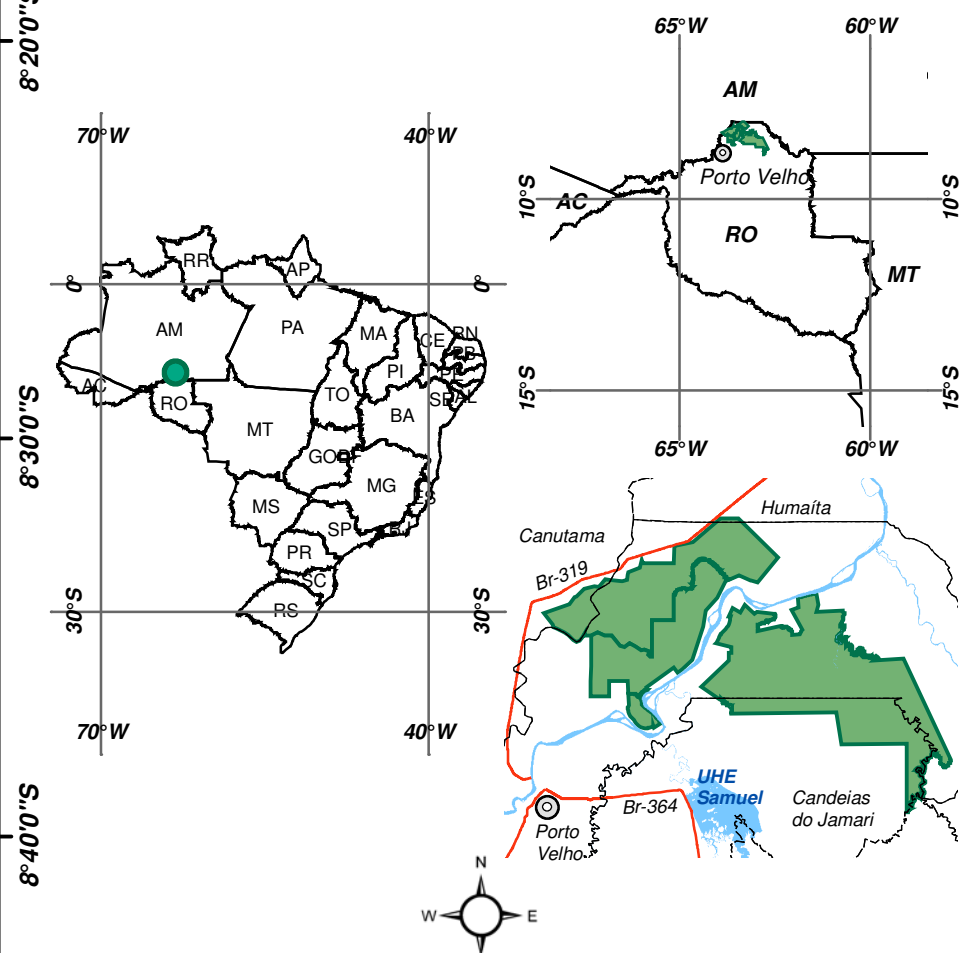 8°20'0"S
8°30'0"S
8°40'0"S
70°W
40°W
0°
0°
RR
AP
AM
PA
MA
CE
RN
PB
PE
AL
SE
PI
AC
RO
TO
BA
MT
GO
DF
MG
ES
MS
SP
RJ
PR
SC
RS
30°S
30°S
70°W
40°W
65°W
60°W
AM
Porto Velho
10°S
10°S
AC
RO
MT
15°S
15°S
65°W
60°W
Humaíta
Canutama
Br-319
UHE
Samuel
Br-364
Candeias
do Jamari
Porto
Velho
N
W
E